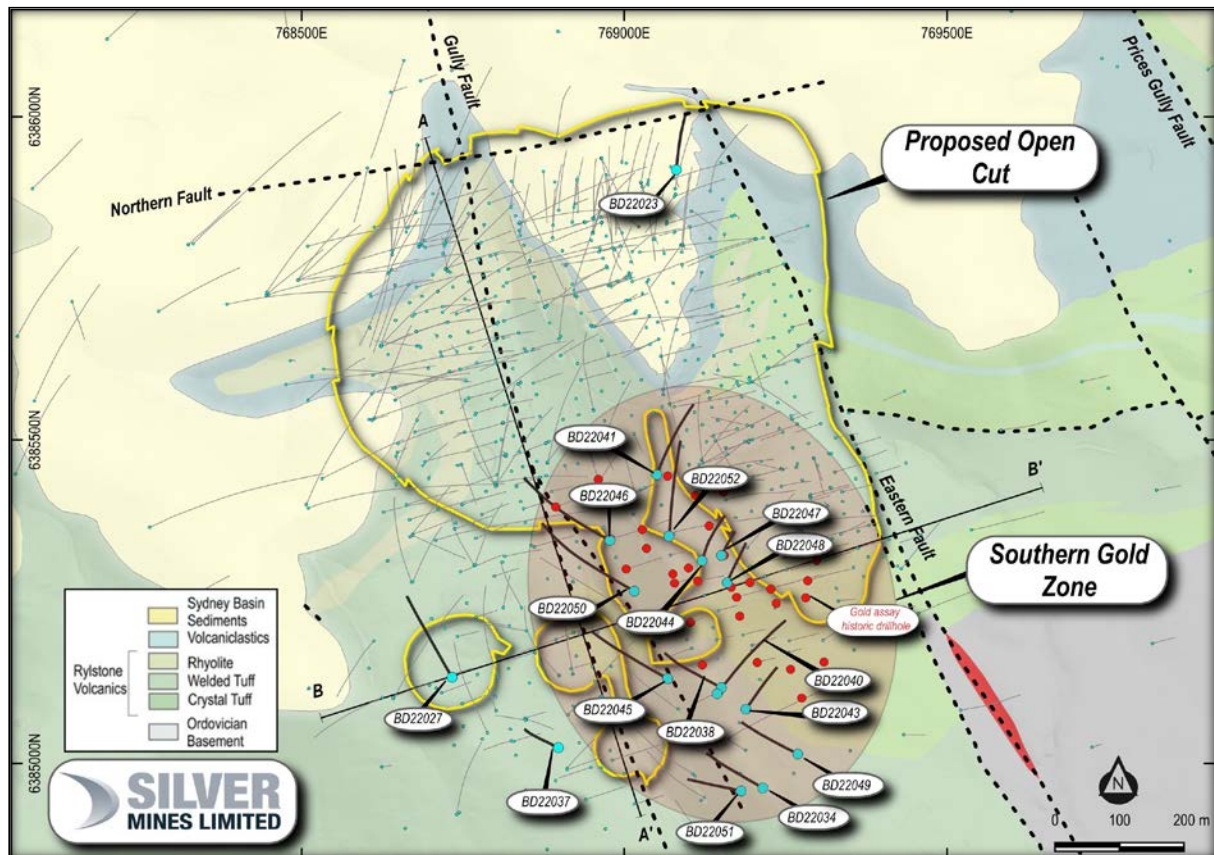 768500E
769000E
769500E
6386000N
6385500N
6385000N
Gully Fault
Prices Gully Fault
A
Northern Fault
Proposed Open
Cut
BD22023
BD22041
BD22052
BD22046
BD22047
BD22048
B'
Eastern Fault
Southern Gold
Zone
BD22050
BD22044
Gold assay
historic drillhole
Sydney Basin
Sediments
Volcaniclastics
Rylstone
Volcanics
Rhyolite
Welded Tuff
Crystal Tuff
Ordovician
Basement
B
BD22027
BD22045
BD22038
BD22040
BD22043
BD22049
BD22037
BD22034
BD22051
A'
SILVER
MINES LIMITED
N
0 100 200 m